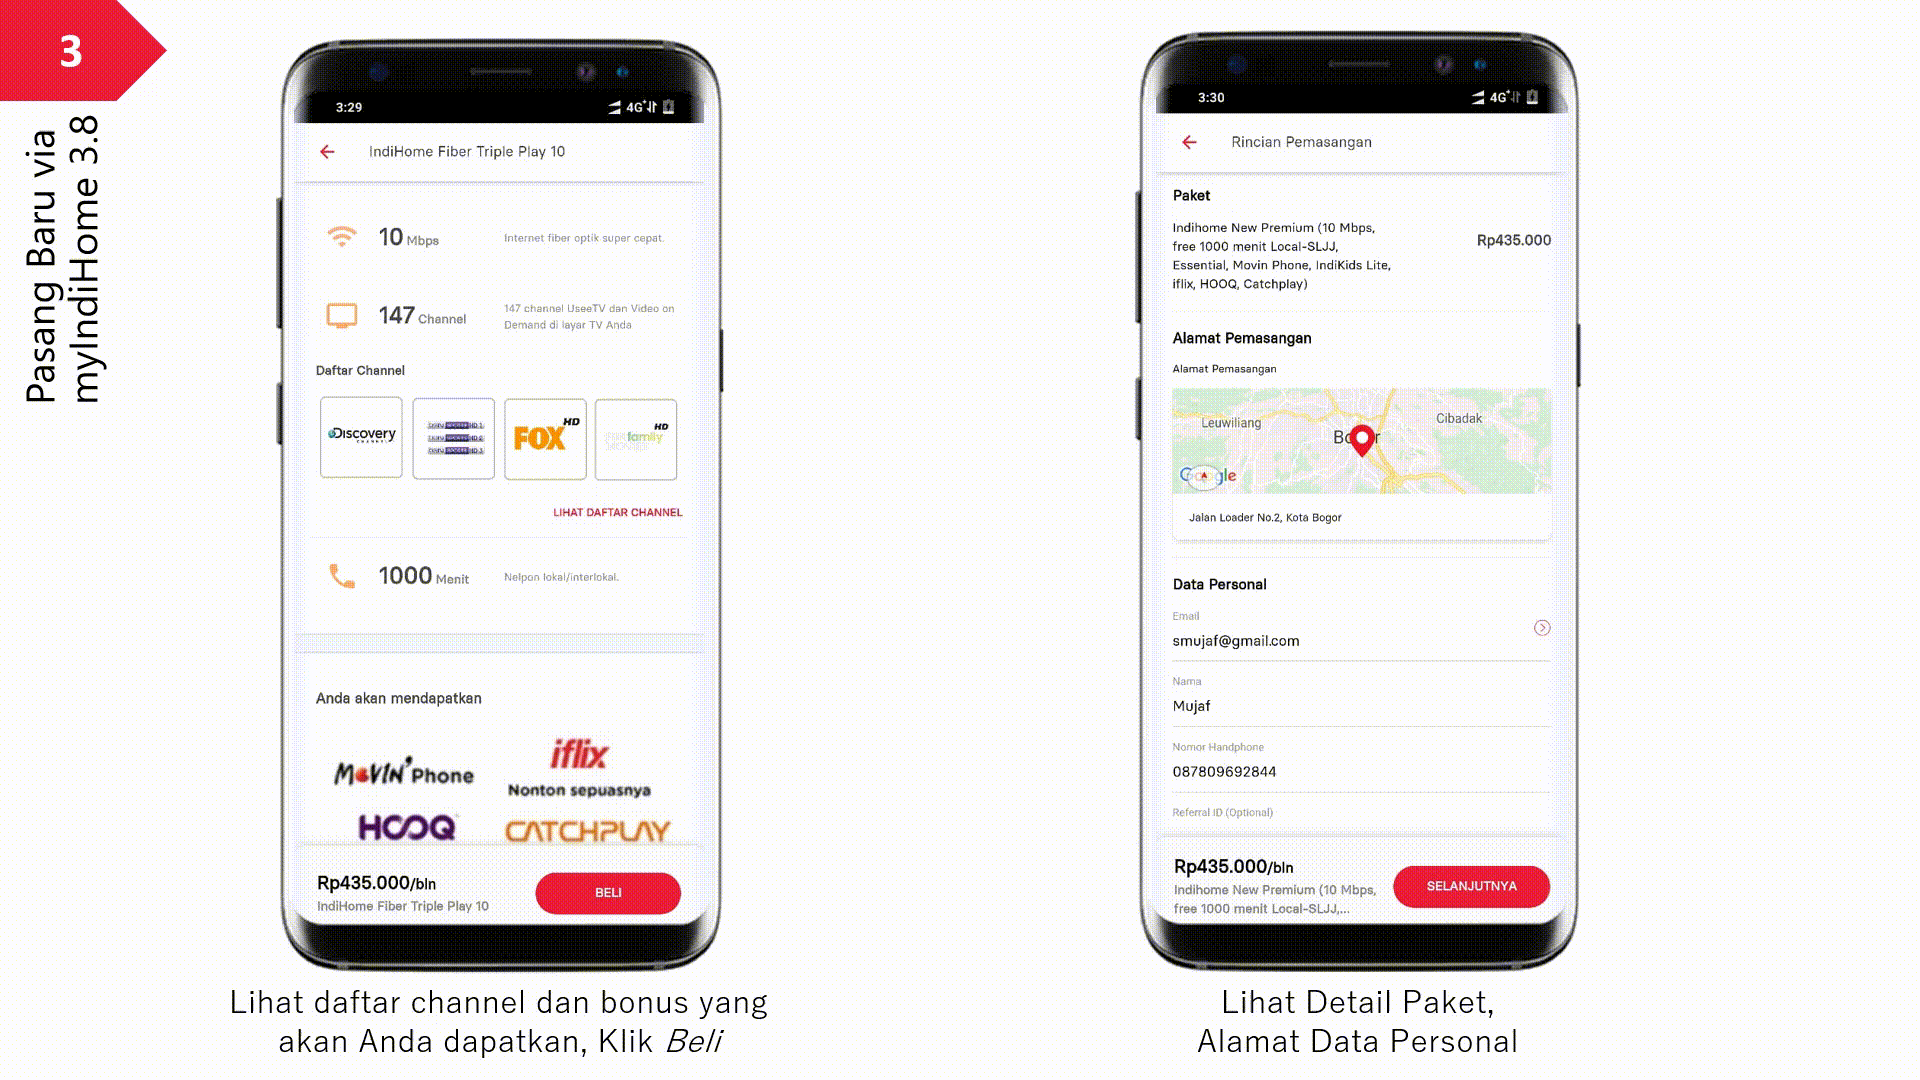 3
Pasang Baru via
myIndiHome 3.8
3:29
4G
IndiHome Fiber Triple Play 10
10 Mbps
Internet fiber optik super cepat.
147 Channel
147 channel UseeTV dan Video on
Demand di layar TV Anda
Daftar Channel
Discovery
CHANNEL
FOX HD
family HD
LIHAT DAFTAR CHANNEL
1000 Menit
Nelpon lokal/interlokal.
Anda akan mendapatkan
MOVIN' Phone
iflix
Nonton sepuasnya
HOOQ
CATCHPLAY
Rp435.000/bln
IndiHome Fiber Triple Play 10
BELI
Lihat daftar channel dan bonus yang
akan Anda dapatkan, Klik Beli
3:30
4G
Rincian Pemasangan
Paket
Indihome New Premium (10 Mbps,
free 1000 menit Local-SLJJ,
Essential, Movin Phone, IndiKids Lite,
iflix, HOOQ, Catchplay)
Rp435.000
Alamat Pemasangan
Alamat Pemasangan
Leuwiliang
Cibadak
Bogor
Google
Jalan Loader No.2, Kota Bogor
Data Personal
Email
smujaf@gmail.com
Nama
Mujaf
Nomor Handphone
087809692844
Referral ID (Optional)
Rp435.000/bln
Indihome New Premium (10 Mbps,
free 1000 menit Local-SLJJ,...
SELANJUTNYA
Lihat Detail Paket,
Alamat Data Personal